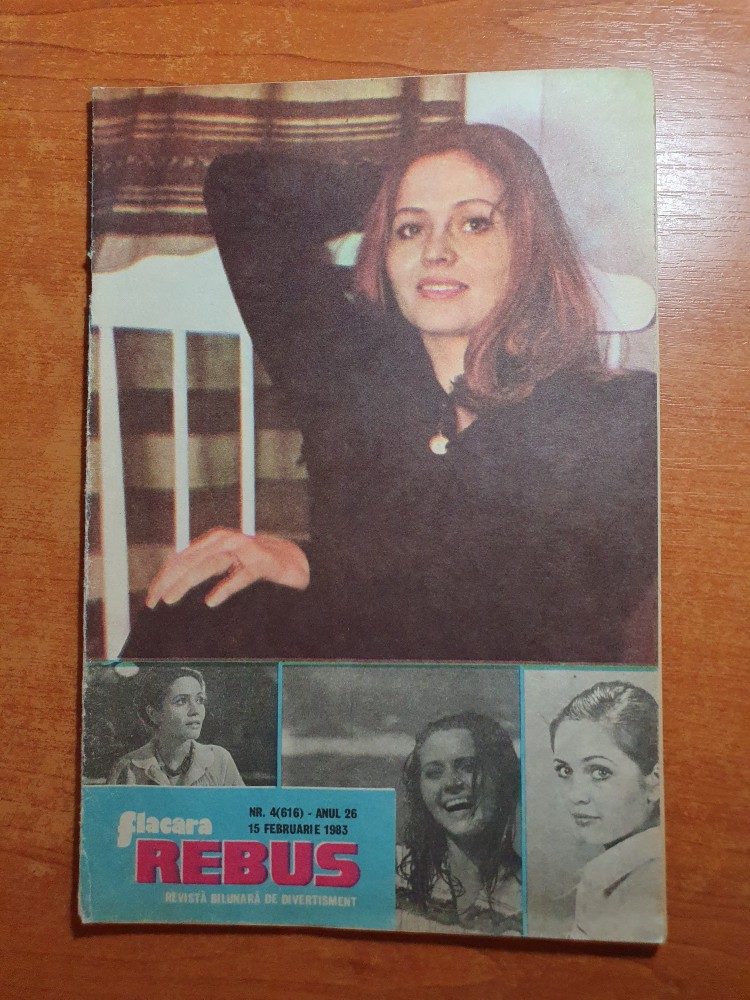 NR. 4(616) - ANUL 26
15 FEBRUARIE 1983
flacara
REBUS
REVISTĂ BILUNARĂ DE DIVERTISMENT